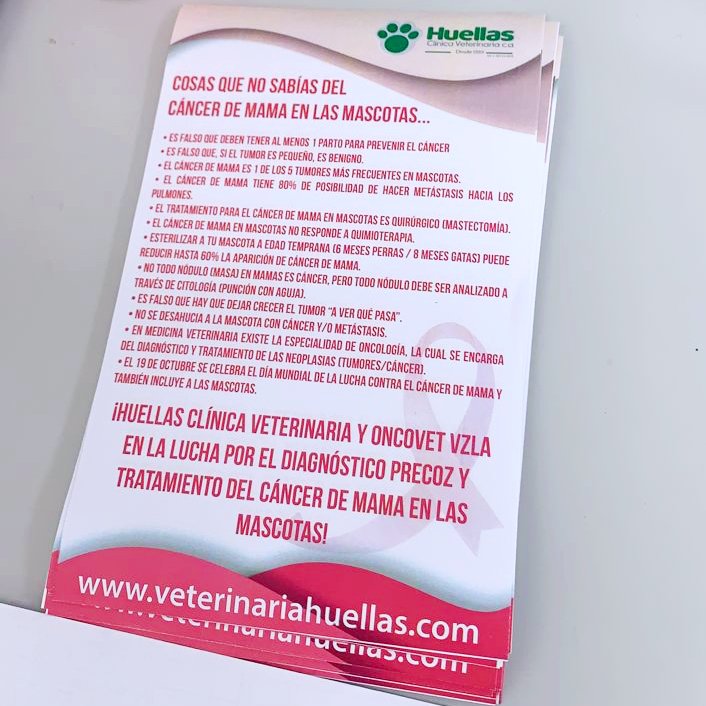 Huellas
Clínica Veterinaria c.a
COSAS QUE NO SABÍAS DEL
CÁNCER DE MAMA EN LAS MASCOTAS...
• ES FALSO QUE DEBEN TENER AL MENOS 1 PARTO PARA PREVENIR EL CÁNCER
• ES FALSO QUE, SI EL TUMOR ES PEQUEÑO, ES BENIGNO.
• EL CÁNCER DE MAMA ES 1 DE LOS 5 TUMORES MÁS FRECUENTES EN MASCOTAS.
• EL CÁNCER DE MAMA TIENE 80% DE POSIBILIDAD DE HACER METÁSTASIS HACIA LOS
PULMONES.
• EL TRATAMIENTO PARA EL CÁNCER DE MAMA EN MASCOTAS ES QUIRÚRGICO (MASTECTOMÍA).
• EL CÁNCER DE MAMA EN MASCOTAS NO RESPONDE A QUIMIOTERAPIA.
• ESTERILIZAR A TU MASCOTA A EDAD TEMPRANA (6 MESES PERRAS / 8 MESES GATAS) PUEDE
REDUCIR HASTA 60% LA APARICIÓN DE CÁNCER DE MAMA.
• NO TODO NÓDULO (MASA) EN MAMAS ES CÁNCER, PERO TODO NÓDULO DEBE SER ANALIZADO A
TRAVÉS DE CITOLOGÍA (PUNCIÓN CON AGUJA).
• ES FALSO QUE HAY QUE DEJAR CRECER EL TUMOR "A VER QUÉ PASA".
• NO SE DESAHUCIA A LA MASCOTA CON CÁNCER Y/O METÁSTASIS.
• EN MEDICINA VETERINARIA EXISTE LA ESPECIALIDAD DE ONCOLOGÍA, LA CUAL SE ENCARGA
DEL DIAGNÓSTICO Y TRATAMIENTO DE LAS NEOPLASIAS (TUMORES/CÁNCER).
• EL 19 DE OCTUBRE SE CELEBRA EL DÍA MUNDIAL DE LA LUCHA CONTRA EL CÁNCER DE MAMA Y
TAMBIÉN INCLUYE A LAS MASCOTAS.
¡HUELLAS CLÍNICA VETERINARIA Y ONCOVET VZLA
EN LA LUCHA POR EL DIAGNÓSTICO PRECOZ Y
TRATAMIENTO DEL CÁNCER DE MAMA EN LAS
MASCOTAS!
www.veterinariahuellas.com
www.veterinariahuellas.com